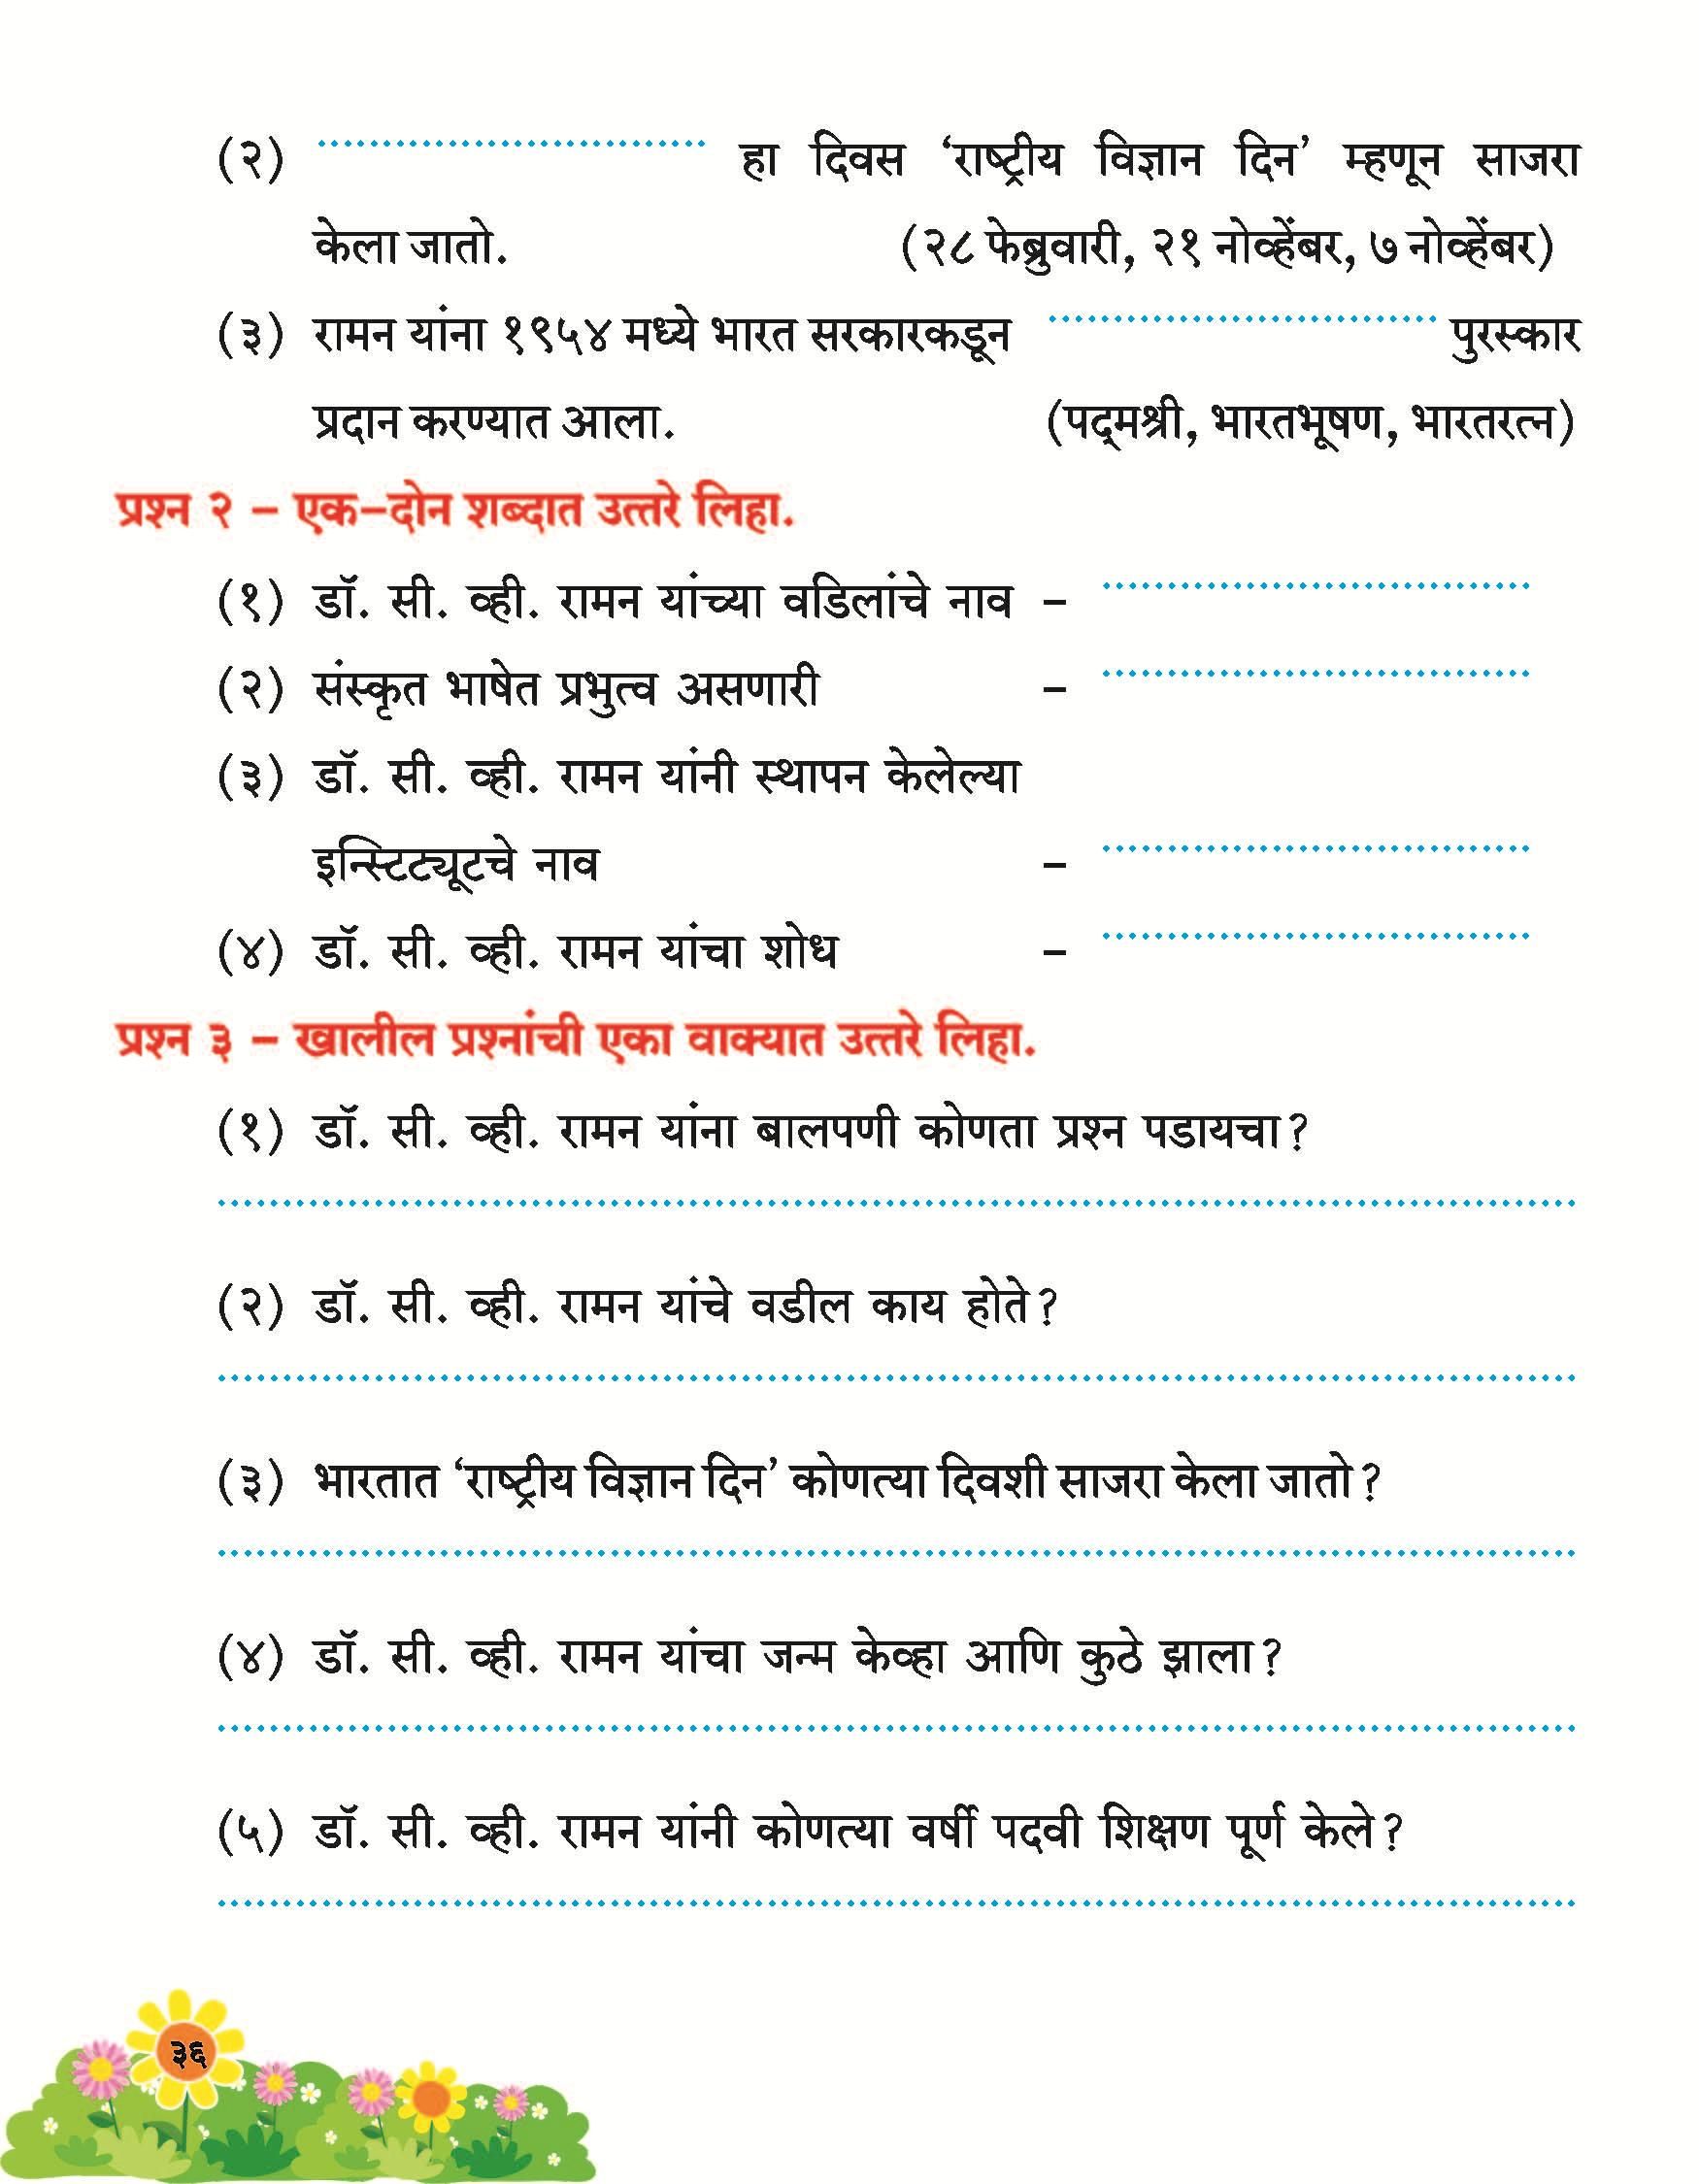 (२) ............................ हा दिवस ‘राष्ट्रीय विज्ञान दिन’ म्हणून साजरा
केला जातो. (२८ फेब्रुवारी, २१ नोव्हेंबर, ७ नोव्हेंबर)
(३) रामन यांना १९५४ मध्ये भारत सरकारकडून ............................ पुरस्कार
प्रदान करण्यात आला. (पद्‌मश्री, भारतभूषण, भारतरत्न)
प्रश्न २ – एक–दोन शब्दात उत्तरे लिहा.
(१) डॉ. सी. व्ही. रामन यांच्या वडिलांचे नाव – ............................
(२) संस्कृत भाषेत प्रभुत्व असणारी – ............................
(३) डॉ. सी. व्ही. रामन यांनी स्थापन केलेल्या
इन्स्टिट्यूटचे नाव – ............................
(४) डॉ. सी. व्ही. रामन यांचा शोध – ............................
प्रश्न ३ – खालील प्रश्नांची एका वाक्यात उत्तरे लिहा.
(१) डॉ. सी. व्ही. रामन यांना बालपणी कोणता प्रश्न पडायचा?
(२) डॉ. सी. व्ही. रामन यांचे वडील काय होते?
(३) भारतात ‘राष्ट्रीय विज्ञान दिन’ कोणत्या दिवशी साजरा केला जातो?
(४) डॉ. सी. व्ही. रामन यांचा जन्म केव्हा आणि कुठे झाला?
(५) डॉ. सी. व्ही. रामन यांनी कोणत्या वर्षी पदवी शिक्षण पूर्ण केले?
३६